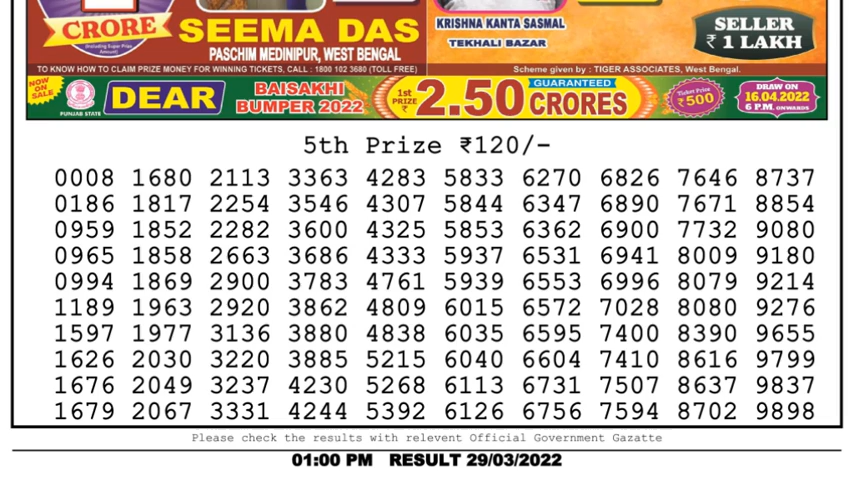 CRORE
(Including Super Prize Amount)
SEEMA DAS
PASCHIM MEDINIPUR, WEST BENGAL
KRISHNA KANTA SASMAL
TEKHALI BAZAR
SELLER
₹ 1 LAKH
TO KNOW HOW TO CLAIM PRIZE MONEY FOR WINNING TICKETS, CALL : 1800 102 3680 (TOLL FREE)
Scheme given by : TIGER ASSOCIATES, West Bengal.
NOW ON SALE
PUNJAB STATE
DEAR
BAISAKHI
BUMPER 2022
1st PRIZE ₹
2.50
GUARANTEED
CRORES
Ticket Price
₹500
DRAW ON
16.04.2022
6 P.M. ONWARDS
5th Prize ₹120/-
0008 1680 2113 3363 4283 5833 6270 6826 7646 8737
0186 1817 2254 3546 4307 5844 6347 6890 7671 8854
0959 1852 2282 3600 4325 5853 6362 6900 7732 9080
0965 1858 2663 3686 4333 5937 6531 6941 8009 9180
0994 1869 2900 3783 4761 5939 6553 6996 8079 9214
1189 1963 2920 3862 4809 6015 6572 7028 8080 9276
1597 1977 3136 3880 4838 6035 6595 7400 8390 9655
1626 2030 3220 3885 5215 6040 6604 7410 8616 9799
1676 2049 3237 4230 5268 6113 6731 7507 8637 9837
1679 2067 3331 4244 5392 6126 6756 7594 8702 9898
Please check the results with relevent Official Government Gazatte
01:00 PM RESULT 29/03/2022